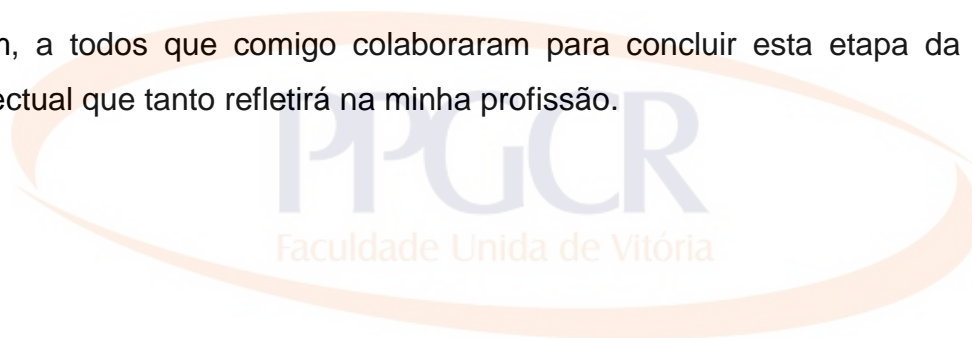 a todos que comigo colaboraram para concluir esta etapa da
que tanto refletirá na minha profissão.
PPGCR
Faculdade Unida de Vitória